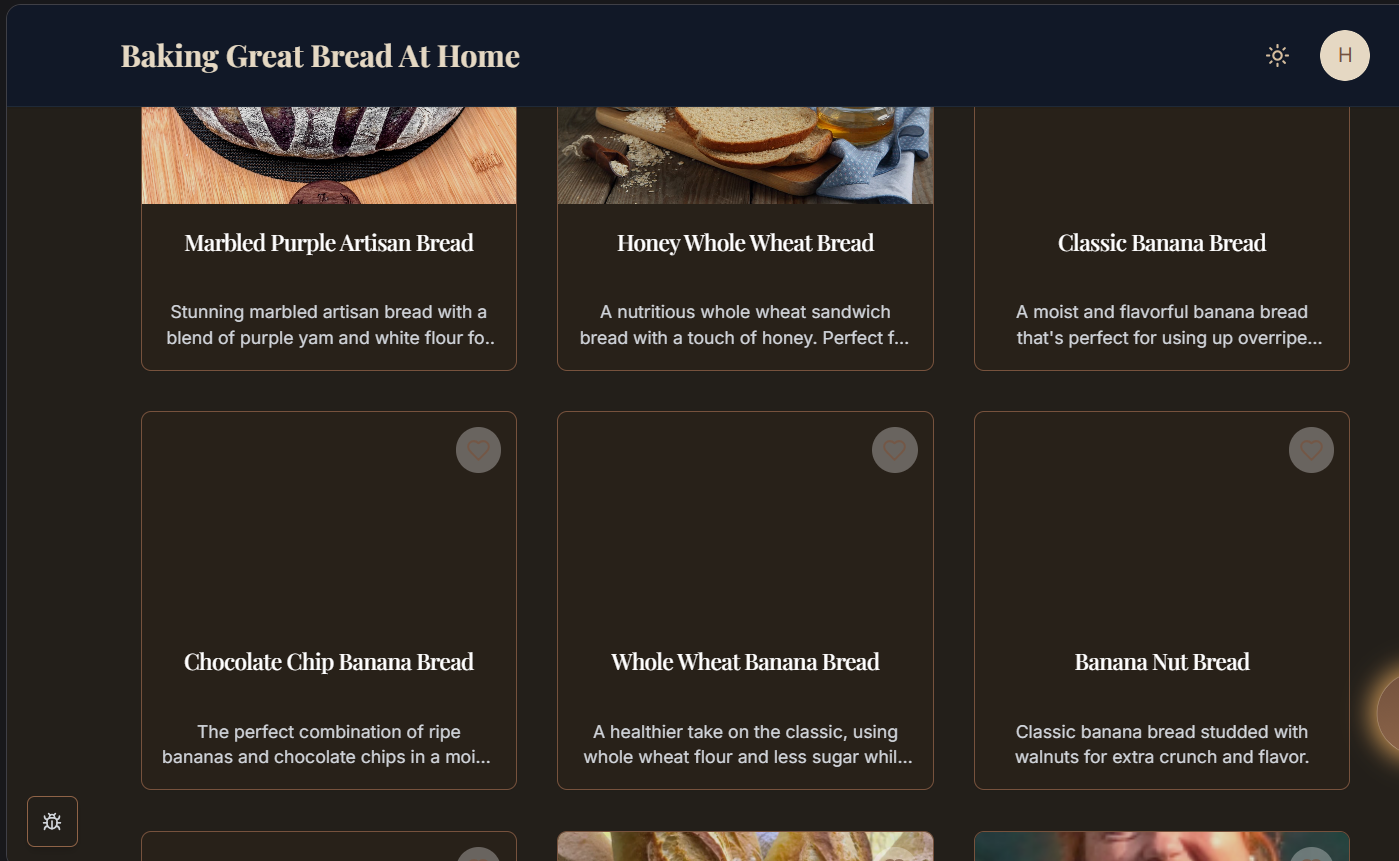 Baking Great Bread At Home
H
Marbled Purple Artisan Bread
Stunning marbled artisan bread with a
blend of purple yam and white flour fo..
Honey Whole Wheat Bread
A nutritious whole wheat sandwich
bread with a touch of honey. Perfect f...
Classic Banana Bread
A moist and flavorful banana bread
that's perfect for using up overripe...
Chocolate Chip Banana Bread
The perfect combination of ripe
bananas and chocolate chips in a moi...
Whole Wheat Banana Bread
A healthier take on the classic, using
whole wheat flour and less sugar whil...
Banana Nut Bread
Classic banana bread studded with
walnuts for extra crunch and flavor.